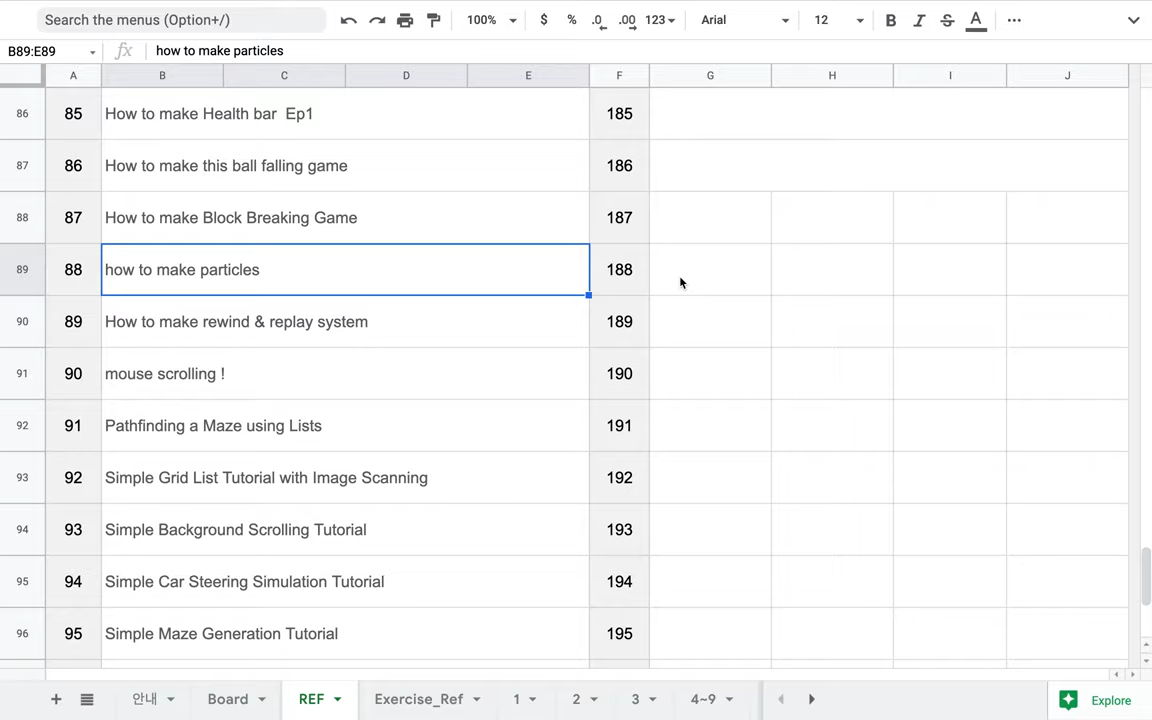 Search the menus (Option+/) 100% $ % .0 .00 123 Arial 12 B I S A
B89:E89 fx how to make particles
A B C D E F G H I J
86 85 How to make Health bar  Ep1 185
87 86 How to make this ball falling game 186
88 87 How to make Block Breaking Game 187
89 88 how to make particles 188
90 89 How to make rewind & replay system 189
91 90 mouse scrolling ! 190
92 91 Pathfinding a Maze using Lists 191
93 92 Simple Grid List Tutorial with Image Scanning 192
94 93 Simple Background Scrolling Tutorial 193
95 94 Simple Car Steering Simulation Tutorial 194
96 95 Simple Maze Generation Tutorial 195
안내 Board REF Exercise_Ref 1 2 3 4~9 Explore